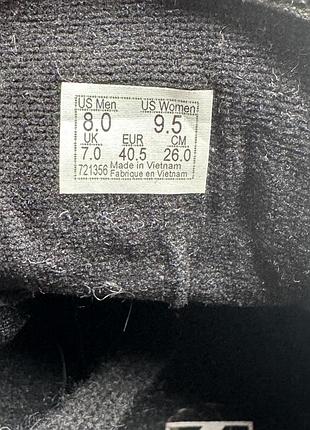 US Men US Women
8.0 9.5
UK EUR CM
7.0 40.5 26.0
721356 Made in Vietnam
Fabrique en Vietnam